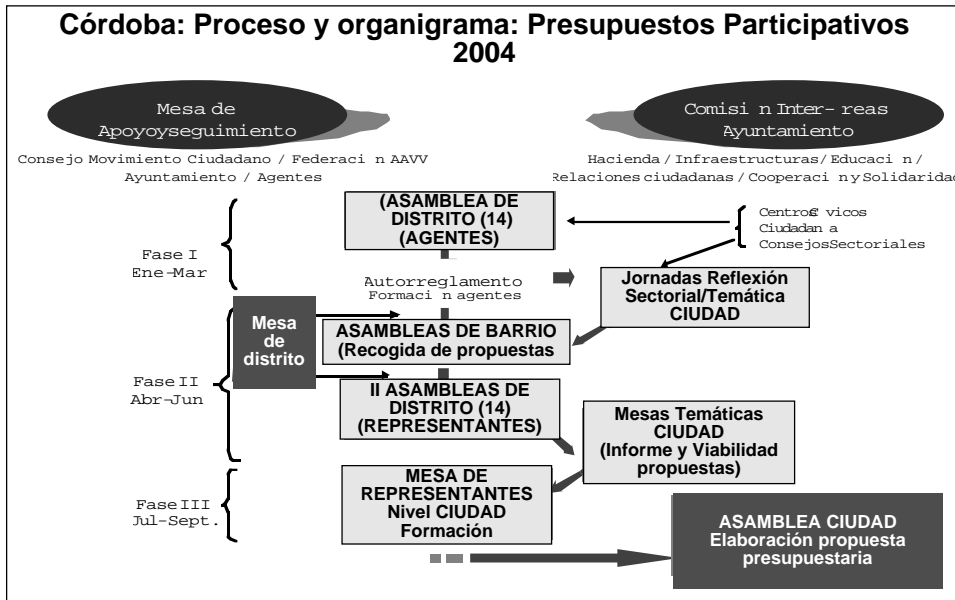 Córdoba: Proceso y organigrama: Presupuestos Participativos
2004
Mesa de
Apoyoyseguimiento
Comisi n Inter- reas
Ayuntamiento
Consejo Movimiento Ciudadano / Federaci n AAVV
Ayuntamiento / Agentes
Hacienda / Infraestructuras/ Educaci n /
Relaciones ciudadanas / Cooperaci n y Solidaridad
(ASAMBLEA DE
DISTRITO (14)
(AGENTES)
Centros C vicos
Ciudadan a
ConsejosSectoriales
Fase I
Ene-Mar
Autorreglamento
Formaci n agentes
Jornadas Reflexión
Sectorial/Temática
CIUDAD
Mesa
de
distrito
ASAMBLEAS DE BARRIO
(Recogida de propuestas
Fase II
Abr-Jun
II ASAMBLEAS DE
DISTRITO (14)
(REPRESENTANTES)
Mesas Temáticas
CIUDAD
(Informe y Viabilidad
propuestas)
Fase III
Jul-Sept.
MESA DE
REPRESENTANTES
Nivel CIUDAD
Formación
ASAMBLEA CIUDAD
Elaboración propuesta
presupuestaria